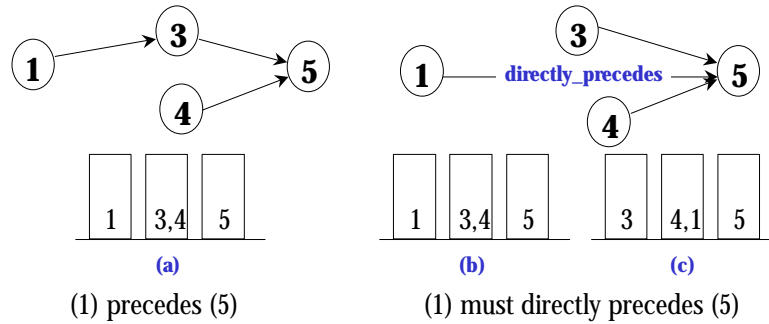 1
3
4
5
1
directly_precedes
3
4
5
1
3,4
5
(a)
(1) precedes (5)
1
3,4
5
(b)
3
4,1
5
(c)
(1) must directly precedes (5)